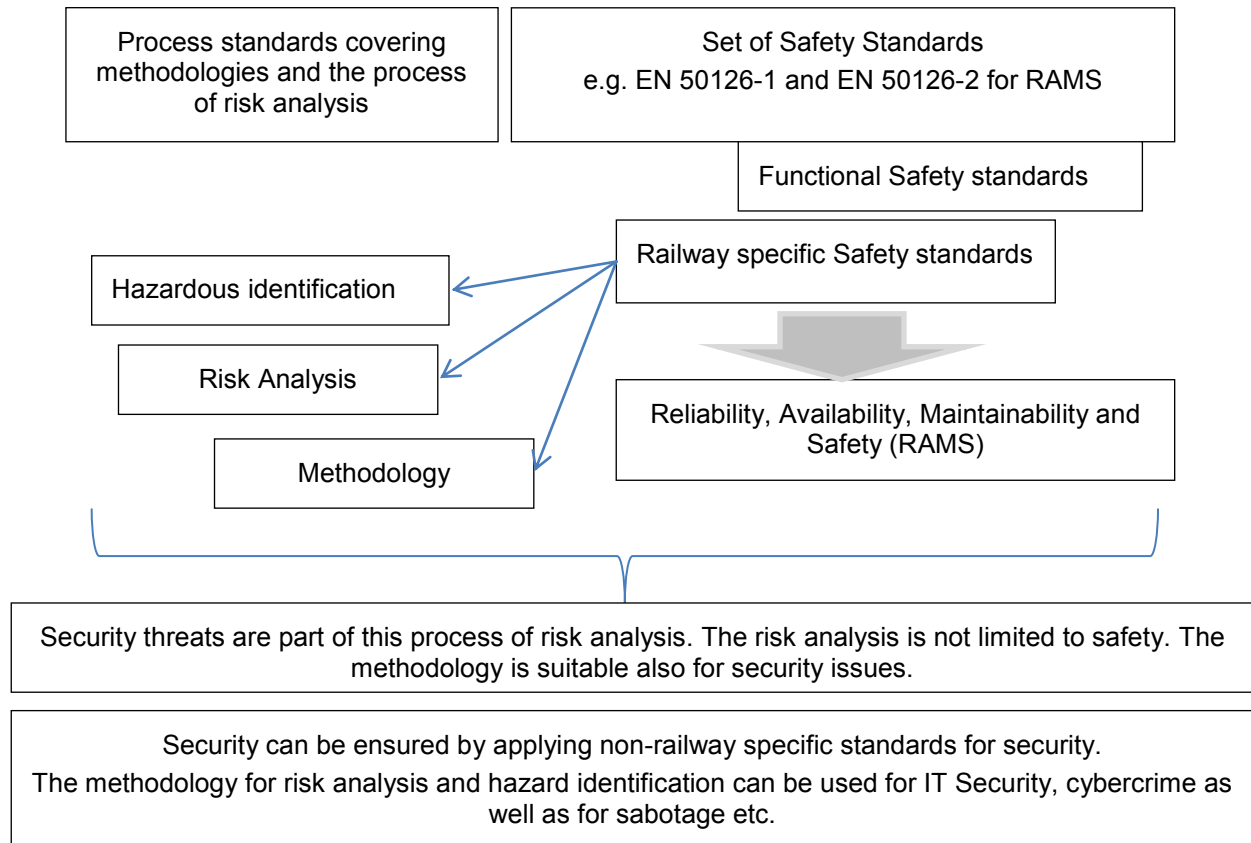 Process standards covering
methodologies and the process
of risk analysis
Set of Safety Standards
e.g. EN 50126-1 and EN 50126-2 for RAMS
Functional Safety standards
Railway specific Safety standards
Hazardous identification
Risk Analysis
Methodology
Reliability, Availability, Maintainability and
Safety (RAMS)
Security threats are part of this process of risk analysis. The risk analysis is not limited to safety. The
methodology is suitable also for security issues.
Security can be ensured by applying non-railway specific standards for security.
The methodology for risk analysis and hazard identification can be used for IT Security, cybercrime as
well as for sabotage etc.